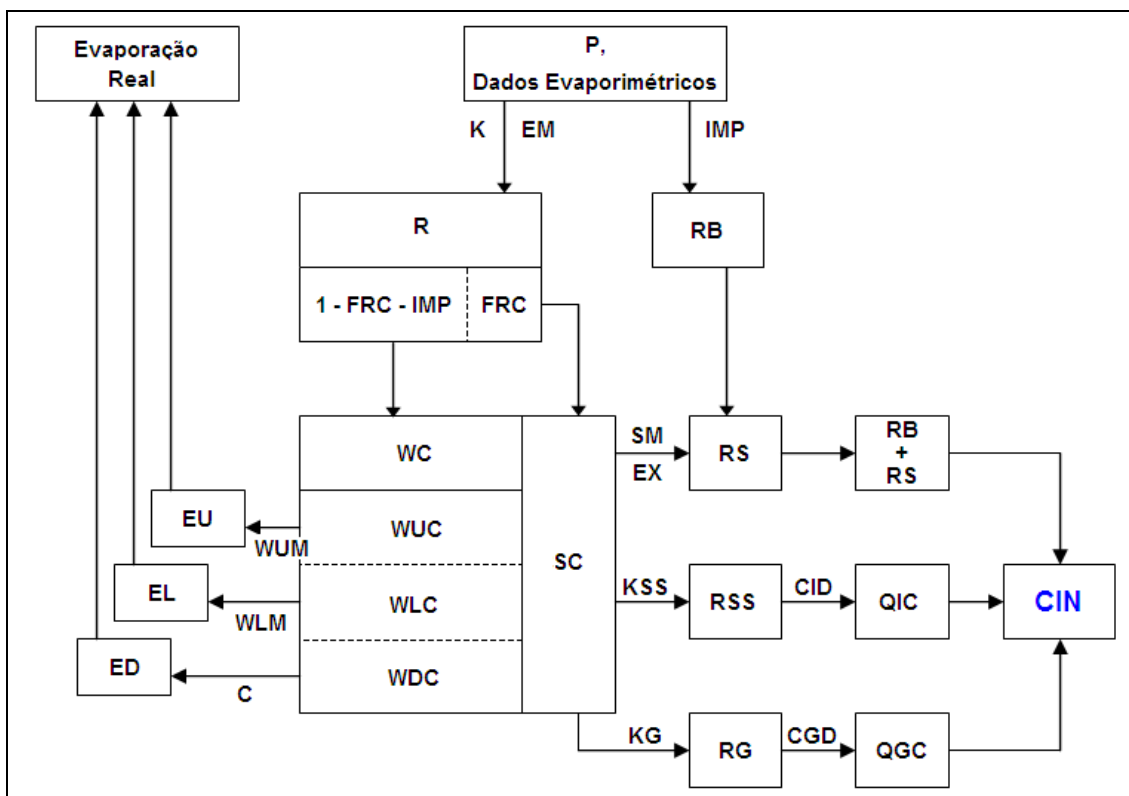 Evaporação
Real
P,
Dados Evaporimétricos
K
EM
IMP
R
RB
1 - FRC - IMP
FRC
WC
SM
EX
RS
RB
+
RS
EU
WUM
WUC
SC
EL
WLM
WLC
KSS
RSS
CID
QIC
CIN
ED
C
WDC
KG
RG
CGD
QGC